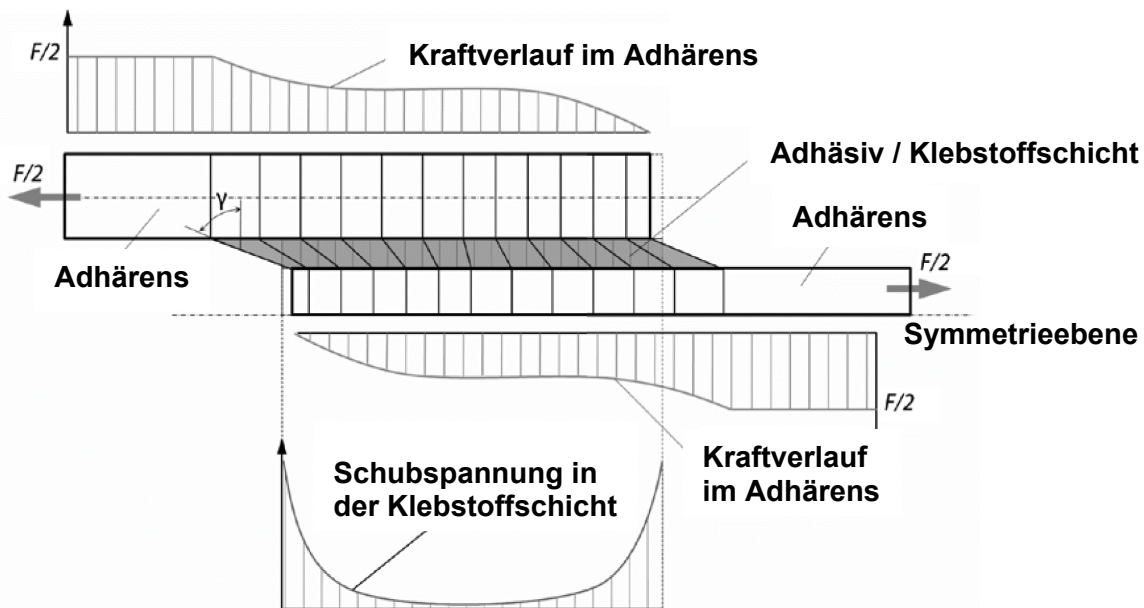 F/2
Kraftverlauf im Adhärens
Adhäsiv / Klebstoffschicht
F/2
γ
Adhärens
Adhärens
F/2
Symmetrieebene
F/2
Schubspannung in
der Klebstoffschicht
Kraftverlauf
im Adhärens